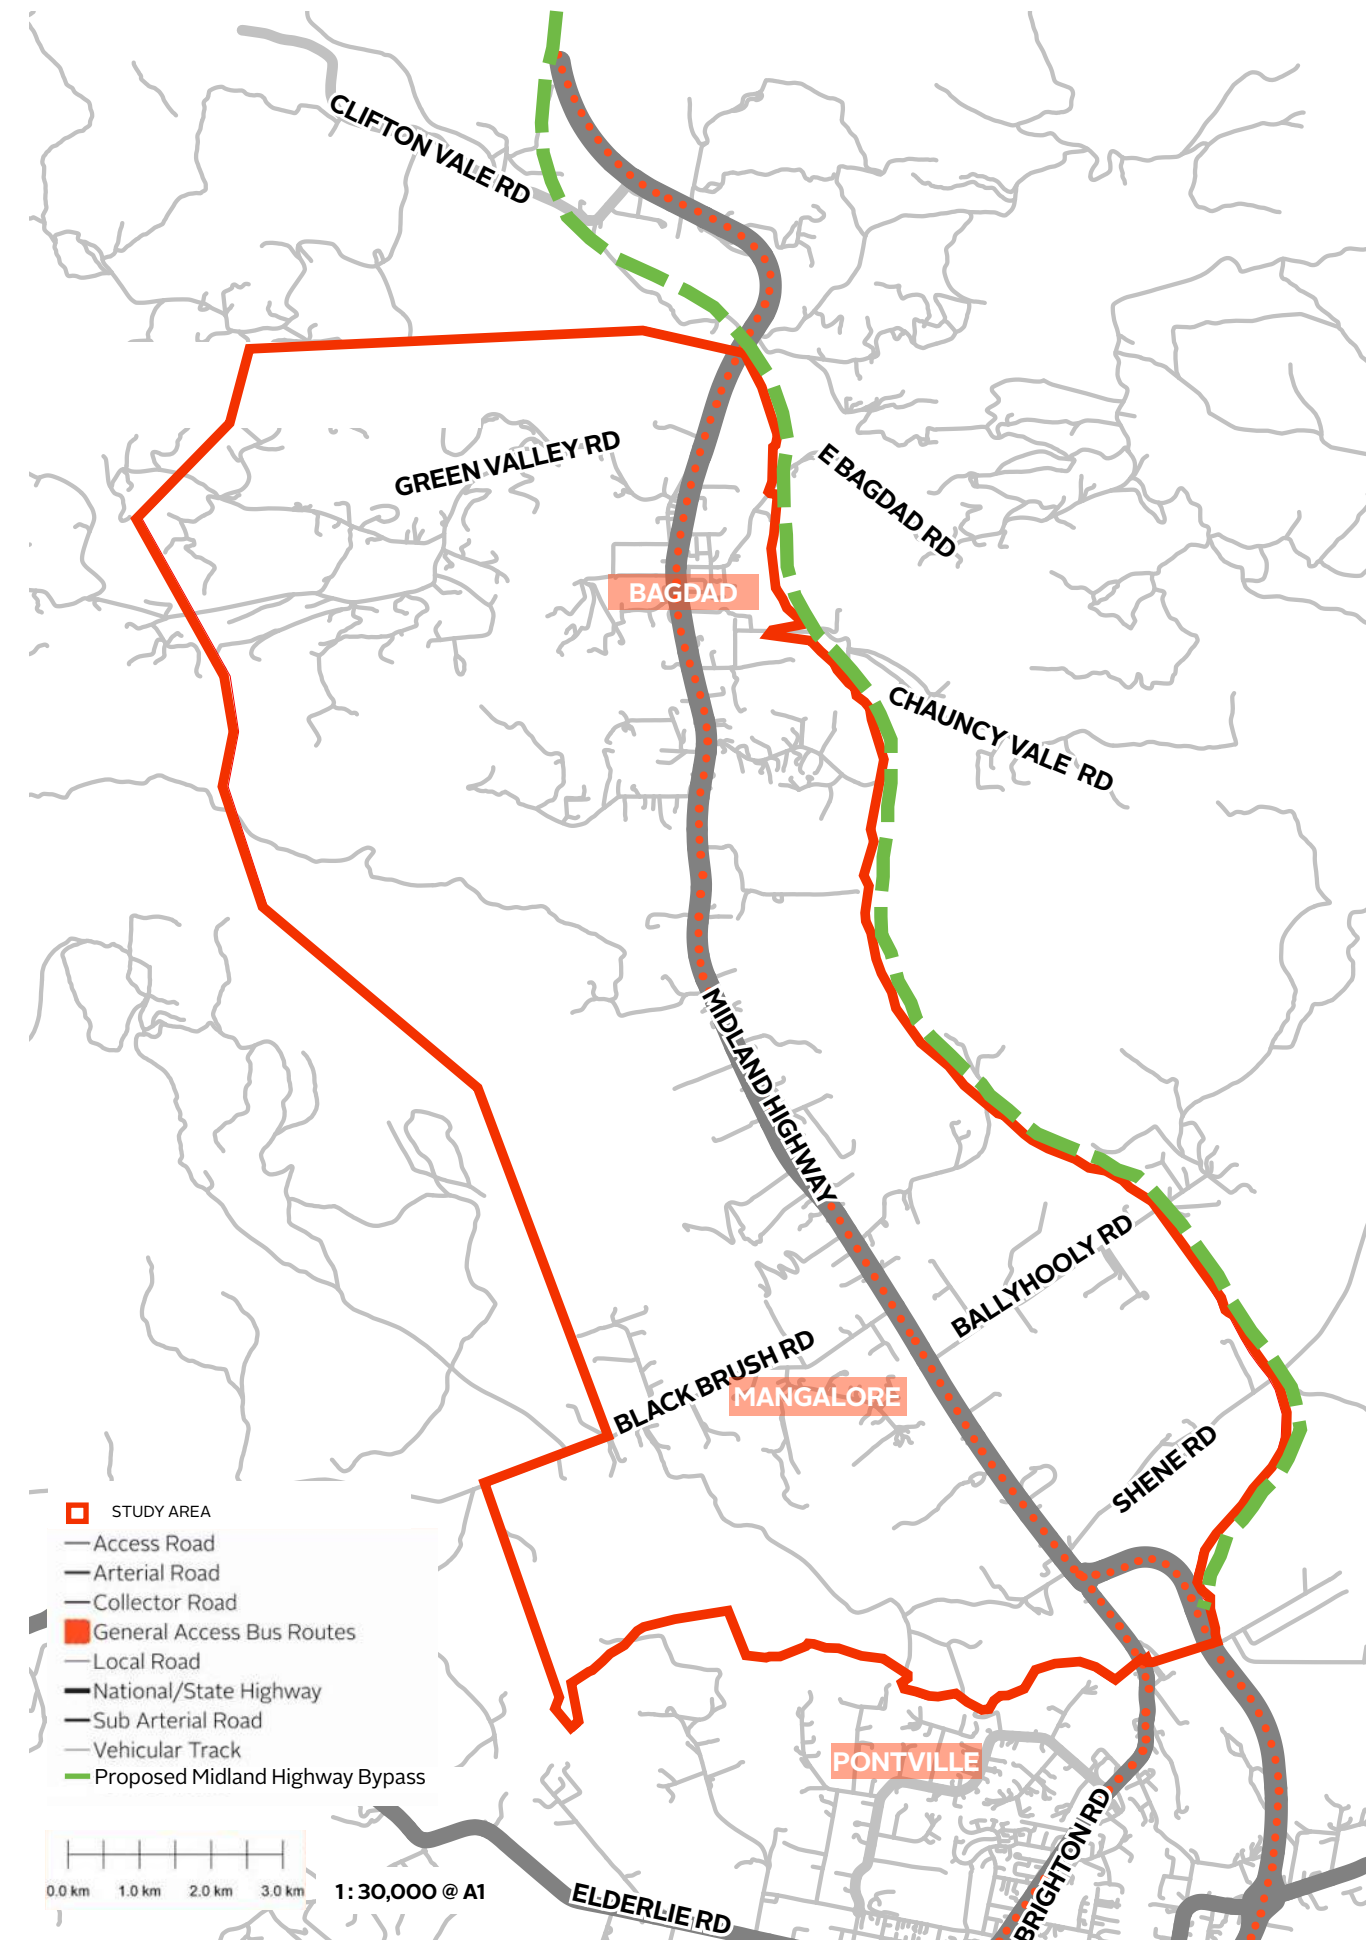 CLIFTON VALE RD
GREEN VALLEY RD
E BAGDAD RD
BAGDAD
CHAUNCY VALE RD
MIDLAND HIGHWAY
BALLYHOOLY RD
BLACK BRUSH RD
MANGALORE
SHENE RD
STUDY AREA
Access Road
Arterial Road
Collector Road
General Access Bus Routes
Local Road
National/State Highway
Sub Arterial Road
Vehicular Track
Proposed Midland Highway Bypass
PONTVILLE
BRIGHTON RD
0.0 km 1.0 km 2.0 km 3.0 km
1 : 30,000 @ A1
ELDERLIE RD